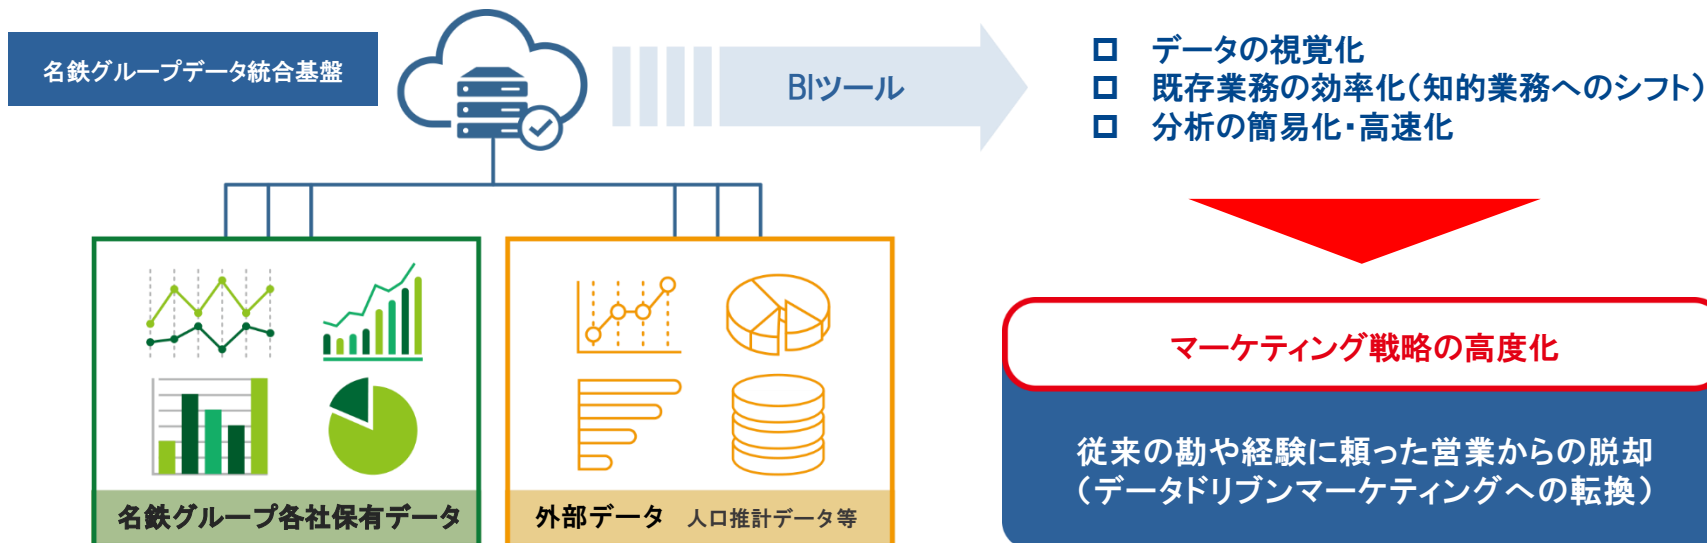 名鉄グループデータ統合基盤
BIツール
データの視覚化
既存業務の効率化(知的業務へのシフト)
分析の簡易化・高速化
マーケティング戦略の高度化
従来の勘や経験に頼った営業からの脱却
(データドリブンマーケティングへの転換)
名鉄グループ各社保有データ
外部データ 人口推計データ等